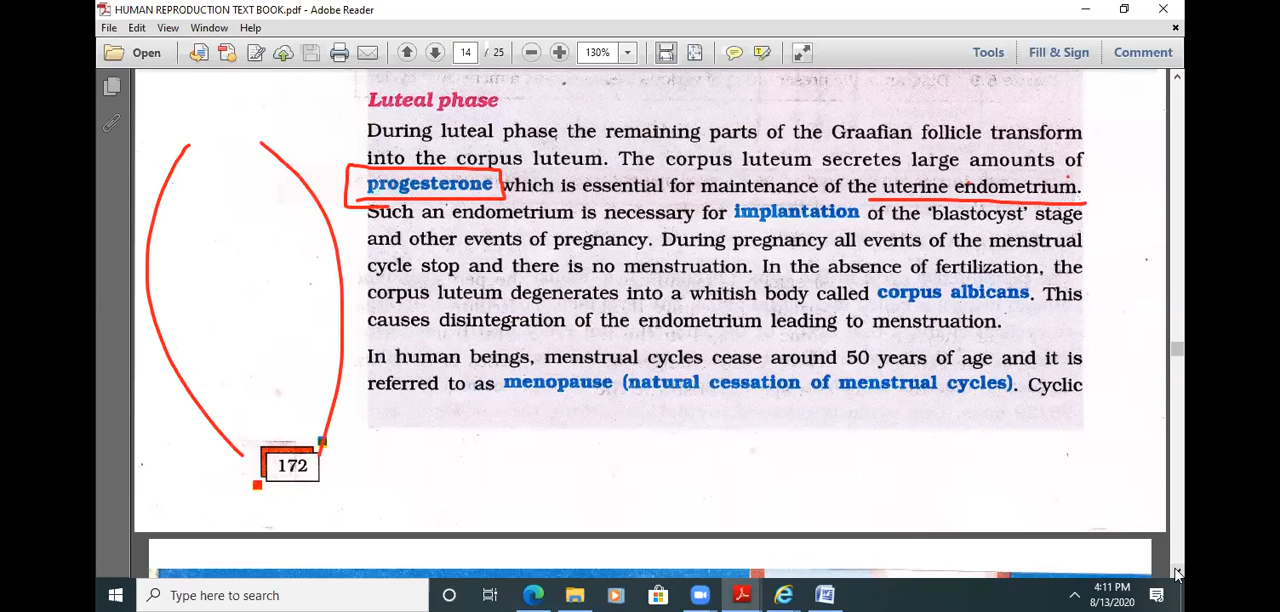 HUMAN REPRODUCTION TEXT BOOK.pdf - Adobe Reader
File Edit View Window Help
Open 14 / 25 130% Tools Fill & Sign Comment
Luteal phase
During luteal phase the remaining parts of the Graafian follicle transform
into the corpus luteum. The corpus luteum secretes large amounts of
progesterone which is essential for maintenance of the uterine endometrium.
Such an endometrium is necessary for implantation of the ‘blastocyst’ stage
and other events of pregnancy. During pregnancy all events of the menstrual
cycle stop and there is no menstruation. In the absence of fertilization, the
corpus luteum degenerates into a whitish body called corpus albicans. This
causes disintegration of the endometrium leading to menstruation.
In human beings, menstrual cycles cease around 50 years of age and it is
referred to as menopause (natural cessation of menstrual cycles). Cyclic
172
Type here to search
4:11 PM
8/13/2020